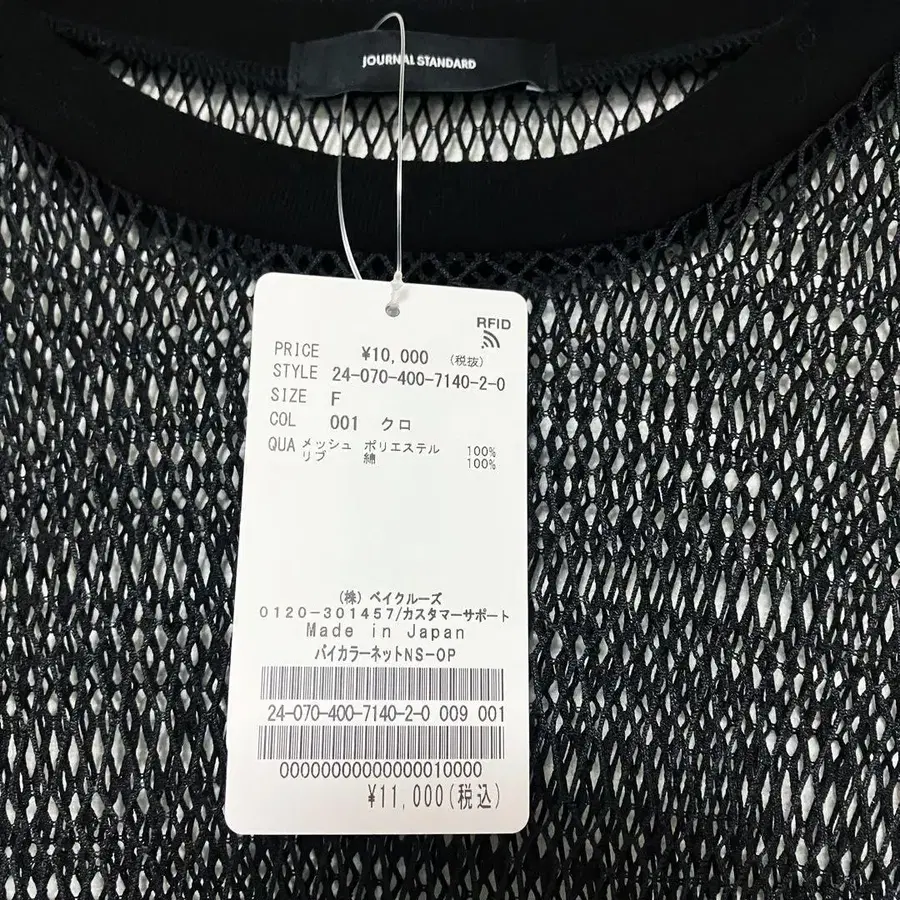 JOURNAL STANDARD
RFID
PRICE ¥10,000 (税抜)
STYLE 24-070-400-7140-2-0
SIZE F
COL 001 クロ
QUA メッシュ ポリエステル 100%
リブ 綿 100%
(株) ベイクルーズ
0120-301457/カスタマーサポート
Made in Japan
バイカラーネットNS-OP
24-070-400-7140-2-0 009 001
00000000000000010000
¥11,000(税込)